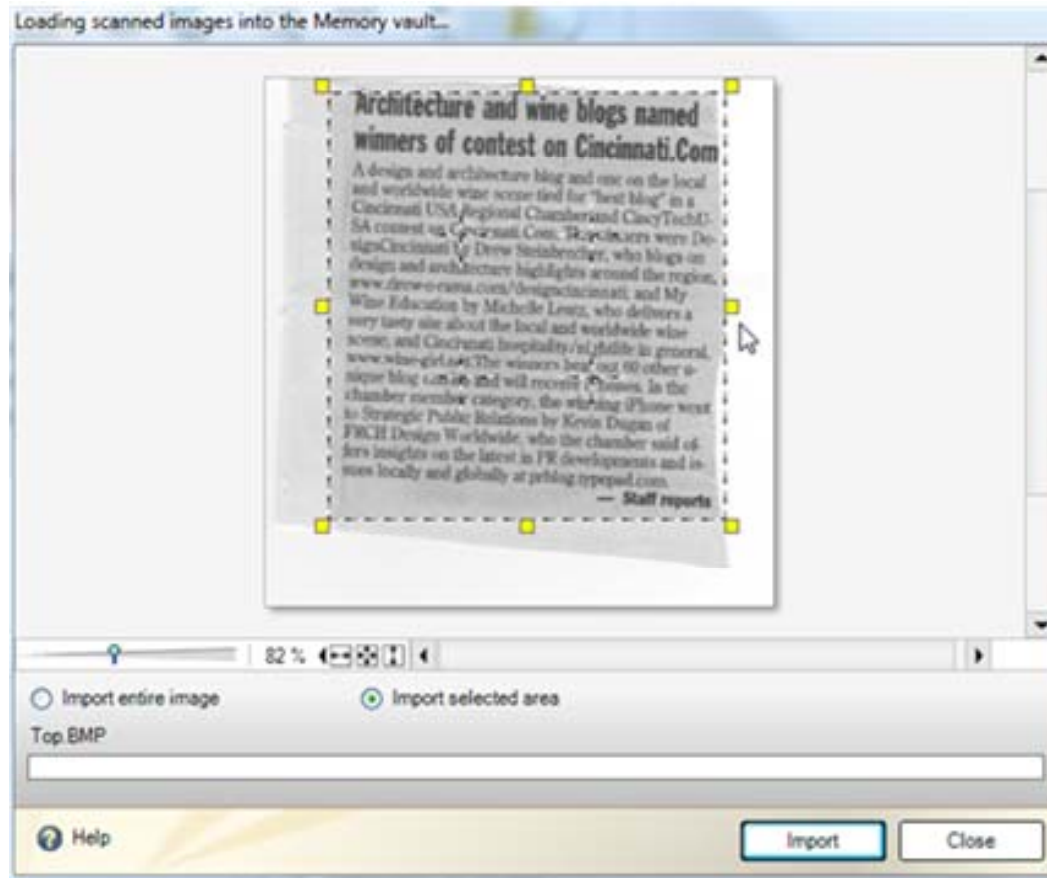 Loading scanned images into the Memory vault...
Architecture and wine blogs named
winners of contest on Cincinnati.Com
A design and architecture blog and one on the local
and worldwide wine scene tied for "best blog" in a
Cincinnati USA Regional Chamber and CincyTechU-
SA contest on Cincinnati.Com. The winners were De-
signCincinnati by Drew Steinbrecher, who blogs on
design and architecture highlights around the region,
www.drew-o-rama.com/designcincinnati, and My
Wine Education by Michelle Lentz, who delivers a
very tasty site about the local and worldwide wine
scene, and Cincinnati hospitality/nightlife in general,
www.wine-girl.net. The winners beat out 60 other u-
nique blog and will receive iPhones. In the
chamber member category, the winning iPhone went
to Strategic Public Relations by Kevin Dugan of
FRCH Design Worldwide, who the chamber said of-
fers insights on the latest in PR developments and is-
sues locally and globally at prblog.typepad.com.
— Staff reports
82 %
Import entire image Import selected area
Top.BMP
Help Import Close